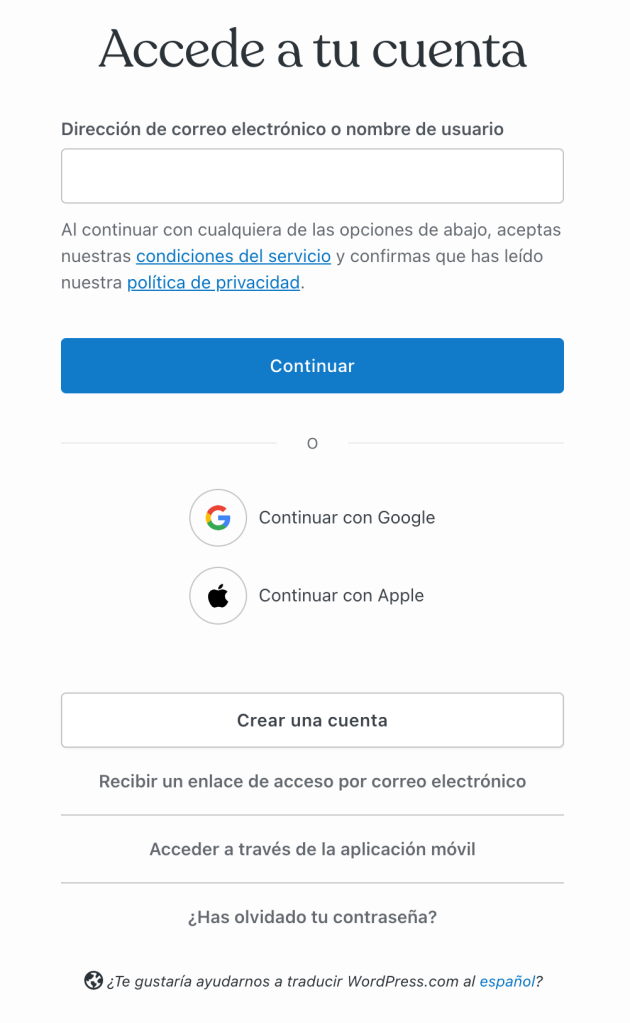 Accede a tu cuenta
Dirección de correo electrónico o nombre de usuario
Al continuar con cualquiera de las opciones de abajo, aceptas
nuestras condiciones del servicio y confirmas que has leído
nuestra política de privacidad.
Continuar
O
Continuar con Google
Continuar con Apple
Crear una cuenta
Recibir un enlace de acceso por correo electrónico
Acceder a través de la aplicación móvil
¿Has olvidado tu contraseña?
¿Te gustaría ayudarnos a traducir WordPress.com al español?